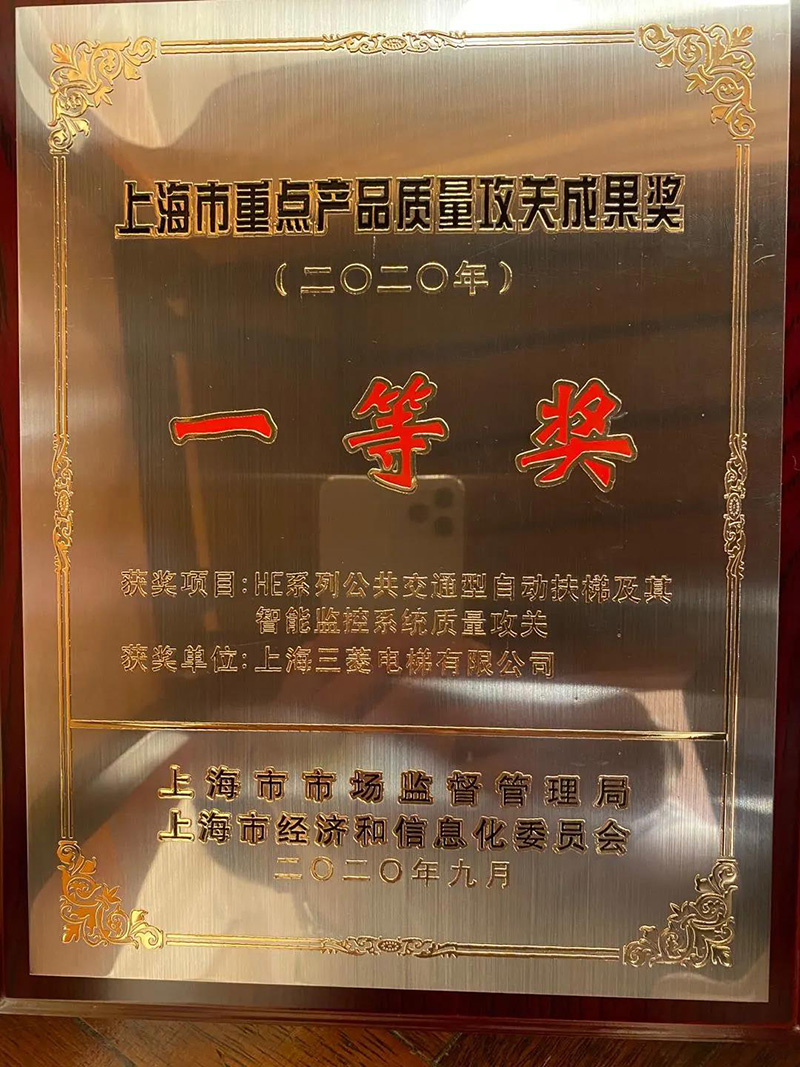 上海市重点产品质量攻关成果奖
（二〇二〇年）
一等奖
获奖项目：HE系列公共交通型自动扶梯及其
智能监控系统质量攻关
获奖单位：上海三菱电梯有限公司
上海市市场监督管理局
上海市经济和信息化委员会
二〇二〇年九月